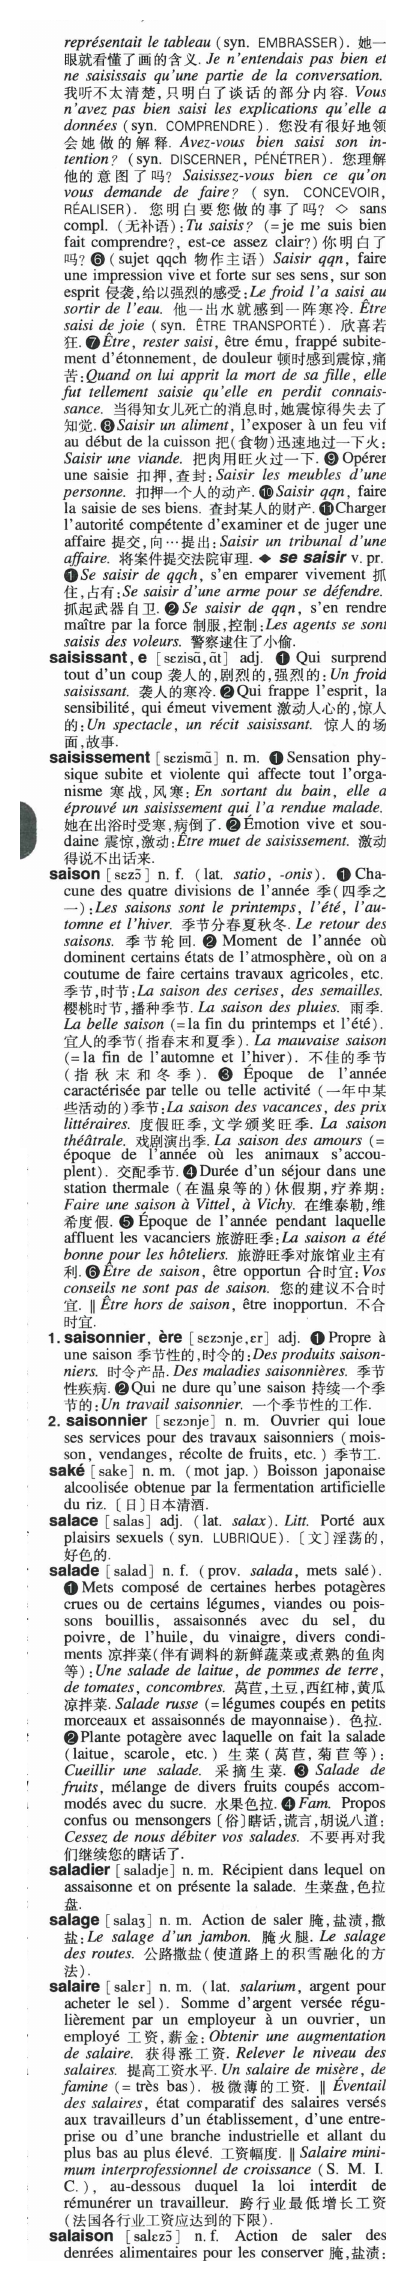 représentait le tableau (syn. EMBRASSER). 她一
眼就看懂了画的含义. Je n'entendais pas bien et
ne saisissais qu'une partie de la conversation.
我听不太清楚,只明白了谈话的部分内容. Vous
n'avez pas bien saisi les explications qu'elle a
données (syn. COMPRENDRE). 您没有很好地领
会她做的解释. Avez-vous bien saisi son in-
tention? (syn. DISCERNER, PÉNÉTRER). 您理解
他的意图了吗? Saisissez-vous bien ce qu'on
vous demande de faire? ( syn. CONCEVOIR,
RÉALISER). 您明白要您做的事了吗? ◇ sans
compl. (无补语):Tu saisis? (=je me suis bien
fait comprendre?, est-ce assez clair?)你明白了
吗? ❻ (sujet qqch 物作主语) Saisir qqn, faire
une impression vive et forte sur ses sens, sur son
esprit 侵袭,给以强烈的感受:Le froid l'a saisi au
sortir de l'eau. 他一出水就感到一阵寒冷. Être
saisi de joie (syn. ÊTRE TRANSPORTÉ). 欣喜若
狂. ❼ Être, rester saisi, être ému, frappé subite-
ment d'étonnement, de douleur 顿时感到震惊,痛
苦:Quand on lui apprit la mort de sa fille, elle
fut tellement saisie qu'elle en perdit connais-
sance. 当得知女儿死亡的消息时,她震惊得失去了
知觉. ❽ Saisir un aliment, l'exposer à un feu vif
au début de la cuisson 把(食物)迅速地过一下火:
Saisir une viande. 把肉用旺火过一下. ❾ Opérer
une saisie 扣押,查封:Saisir les meubles d'une
personne. 扣押一个人的动产. ❿ Saisir qqn, faire
la saisie de ses biens. 查封某人的财产. ⓫ Charger
l'autorité compétente d'examiner et de juger une
affaire 提交,向…提出:Saisir un tribunal d'une
affaire. 将案件提交法院审理. ◆ se saisir v. pr.
❶ Se saisir de qqch, s'en emparer vivement 抓
住,占有:Se saisir d'une arme pour se défendre.
抓起武器自卫. ❷ Se saisir de qqn, s'en rendre
maître par la force 制服,控制:Les agents se sont
saisis des voleurs. 警察逮住了小偷.
saisissant, e [sɛzisɑ̃, ɑ̃t] adj. ❶ Qui surprend
tout d'un coup 袭人的,剧烈的,强烈的: Un froid
saisissant. 袭人的寒冷. ❷ Qui frappe l'esprit, la
sensibilité, qui émeut vivement 激动人心的,惊人
的:Un spectacle, un récit saisissant. 惊人的场
面,故事.
saisissement [sɛzismɑ̃] n. m. ❶ Sensation phy-
sique subite et violente qui affecte tout l'orga-
nisme 寒战,风寒: En sortant du bain, elle a
éprouvé un saisissement qui l'a rendue malade.
她在出浴时受寒,病倒了. ❷ Émotion vive et sou-
daine 震惊,激动:Être muet de saisissement. 激动
得说不出话来.
saison [sɛzɔ̃] n. f. (lat. satio, -onis). ❶ Cha-
cune des quatre divisions de l'année 季(四季之
一):Les saisons sont le printemps, l'été, l'au-
tomne et l'hiver. 季节分春夏秋冬. Le retour des
saisons. 季节轮回. ❷ Moment de l'année où
dominent certains états de l'atmosphère, où on a
coutume de faire certains travaux agricoles, etc.
季节,时节:La saison des cerises, des semailles.
樱桃时节,播种季节. La saison des pluies. 雨季.
La belle saison (=la fin du printemps et l'été).
宜人的季节(指春末和夏季). La mauvaise saison
(=la fin de l'automne et l'hiver). 不佳的季节
(指秋末和冬季). ❸ Époque de l'année
caractérisée par telle ou telle activité (一年中某
些活动的)季节:La saison des vacances, des prix
littéraires. 度假旺季,文学颁奖旺季. La saison
théâtrale. 戏剧演出季. La saison des amours (=
époque de l'année où les animaux s'accou-
plent). 交配季节. ❹ Durée d'un séjour dans une
station thermale (在温泉等的)休假期,疗养期:
Faire une saison à Vittel, à Vichy. 在维泰勒,维
希度假. ❺ Époque de l'année pendant laquelle
affluent les vacanciers 旅游旺季:La saison a été
bonne pour les hôteliers. 旅游旺季对旅馆业主有
利. ❻ Être de saison, être opportun 合时宜:Vos
conseils ne sont pas de saison. 您的建议不合时
宜. ‖ Être hors de saison, être inopportun. 不合
时宜.
1. saisonnier, ère [sɛzɔnje,ɛr] adj. ❶ Propre à
une saison 季节性的,时令的:Des produits saison-
niers. 时令产品. Des maladies saisonnières. 季节
性疾病. ❷ Qui ne dure qu'une saison 持续一个季
节的:Un travail saisonnier. 一个季节性的工作.
2. saisonnier [sɛzɔnje] n. m. Ouvrier qui loue
ses services pour des travaux saisonniers (mois-
son, vendanges, récolte de fruits, etc.) 季节工.
saké [sake] n. m. (mot jap.) Boisson japonaise
alcoolisée obtenue par la fermentation artificielle
du riz. 〔日〕日本清酒.
salace [salas] adj. (lat. salax). Litt. Porté aux
plaisirs sexuels (syn. LUBRIQUE). 〔文〕淫荡的,
好色的.
salade [salad] n. f. (prov. salada, mets salé).
❶ Mets composé de certaines herbes potagères
crues ou de certains légumes, viandes ou pois-
sons bouillis, assaisonnés avec du sel, du
poivre, de l'huile, du vinaigre, divers condi-
ments 凉拌菜(伴有调料的新鲜蔬菜或煮熟的鱼肉
等):Une salade de laitue, de pommes de terre,
de tomates, concombres. 莴苣,土豆,西红柿,黄瓜
凉拌菜. Salade russe (=légumes coupés en petits
morceaux et assaisonnés de mayonnaise). 色拉.
❷ Plante potagère avec laquelle on fait la salade
(laitue, scarole, etc.) 生菜(莴苣,菊苣等):
Cueillir une salade. 采摘生菜. ❸ Salade de
fruits, mélange de divers fruits coupés accom-
modés avec du sucre. 水果色拉. ❹ Fam. Propos
confus ou mensongers〔俗〕瞎话,谎言,胡说八道:
Cessez de nous débiter vos salades. 不要再对我
们继续您的瞎话了.
saladier [saladje] n. m. Récipient dans lequel on
assaisonne et on présente la salade. 生菜盘,色拉
盘.
salage [salaʒ] n. m. Action de saler 腌,盐渍,撒
盐:Le salage d'un jambon. 腌火腿. Le salage
des routes. 公路撒盐(使道路上的积雪融化的方
法).
salaire [salɛr] n. m. (lat. salarium, argent pour
acheter le sel). Somme d'argent versée régu-
lièrement par un employeur à un ouvrier, un
employé 工资,薪金:Obtenir une augmentation
de salaire. 获得涨工资. Relever le niveau des
salaires. 提高工资水平. Un salaire de misère, de
famine (= très bas). 极微薄的工资. ‖ Éventail
des salaires, état comparatif des salaires versés
aux travailleurs d'un établissement, d'une entre-
prise ou d'une branche industrielle et allant du
plus bas au plus élevé. 工资幅度. ‖ Salaire mini-
mum interprofessionnel de croissance (S. M. I.
C.), au-dessous duquel la loi interdit de
rémunérer un travailleur. 跨行业最低增长工资
(法国各行业工资应达到的下限).
salaison [salɛzɔ̃] n.f. Action de saler des
denrées alimentaires pour les conserver 腌,盐渍: